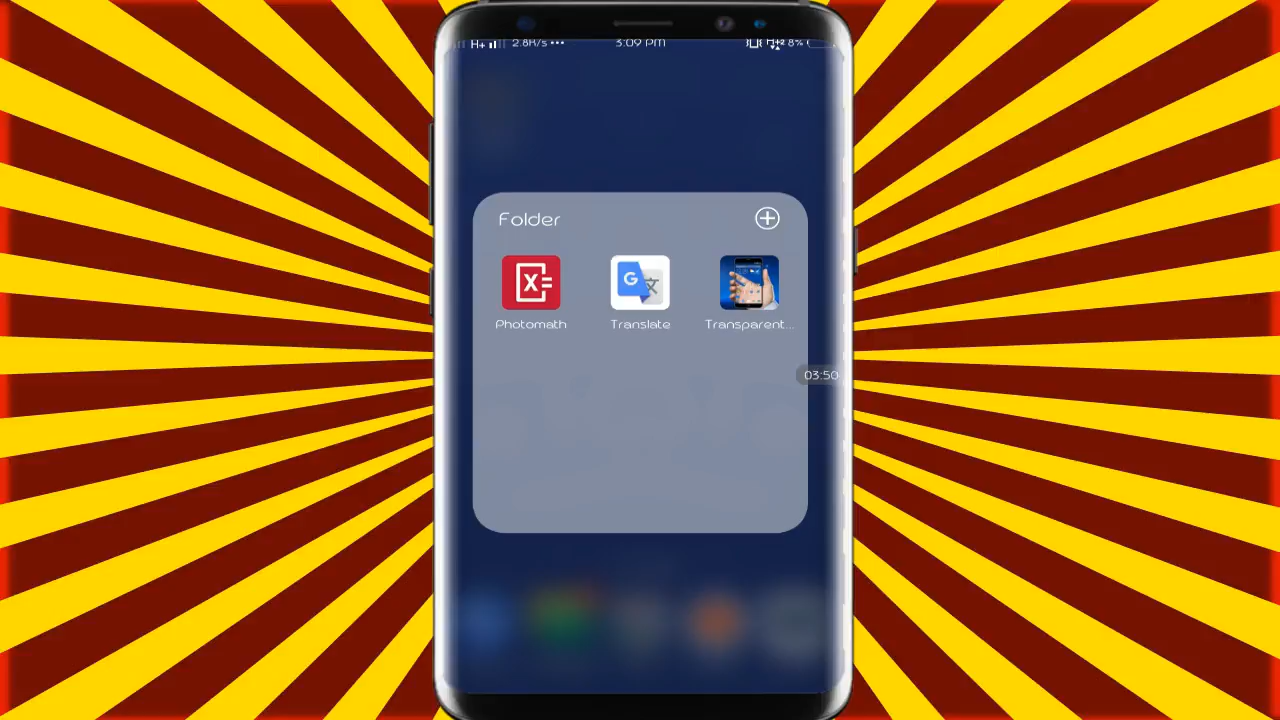 H+ 2.8K/s ••• 3:09 PM 8%
Folder
Photomath Translate Transparent...
03:50